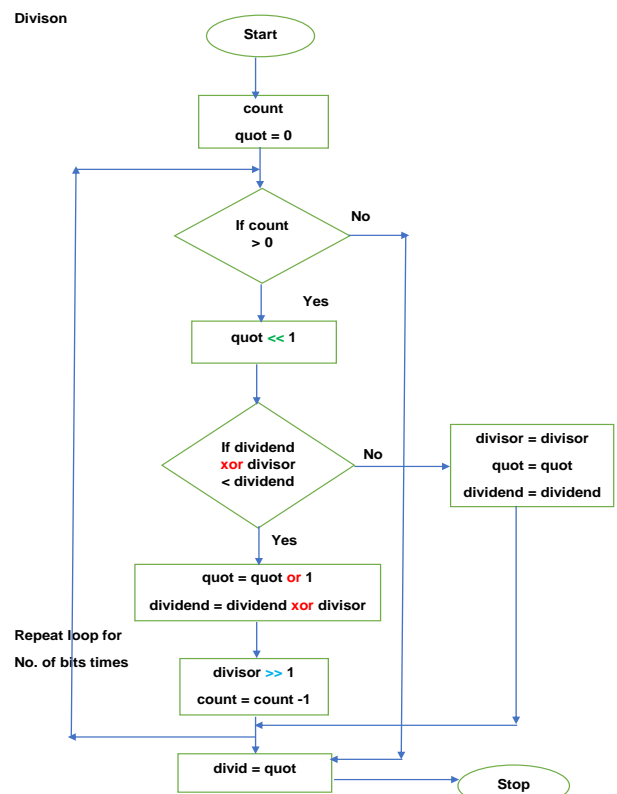 Divison
Start
count
quot = 0
If count
> 0
No
Yes
quot << 1
If dividend
xor divisor
< dividend
No
divisor = divisor
quot = quot
dividend = dividend
Yes
quot = quot or 1
dividend = dividend xor divisor
Repeat loop for
No. of bits times
divisor >> 1
count = count -1
divid = quot
Stop